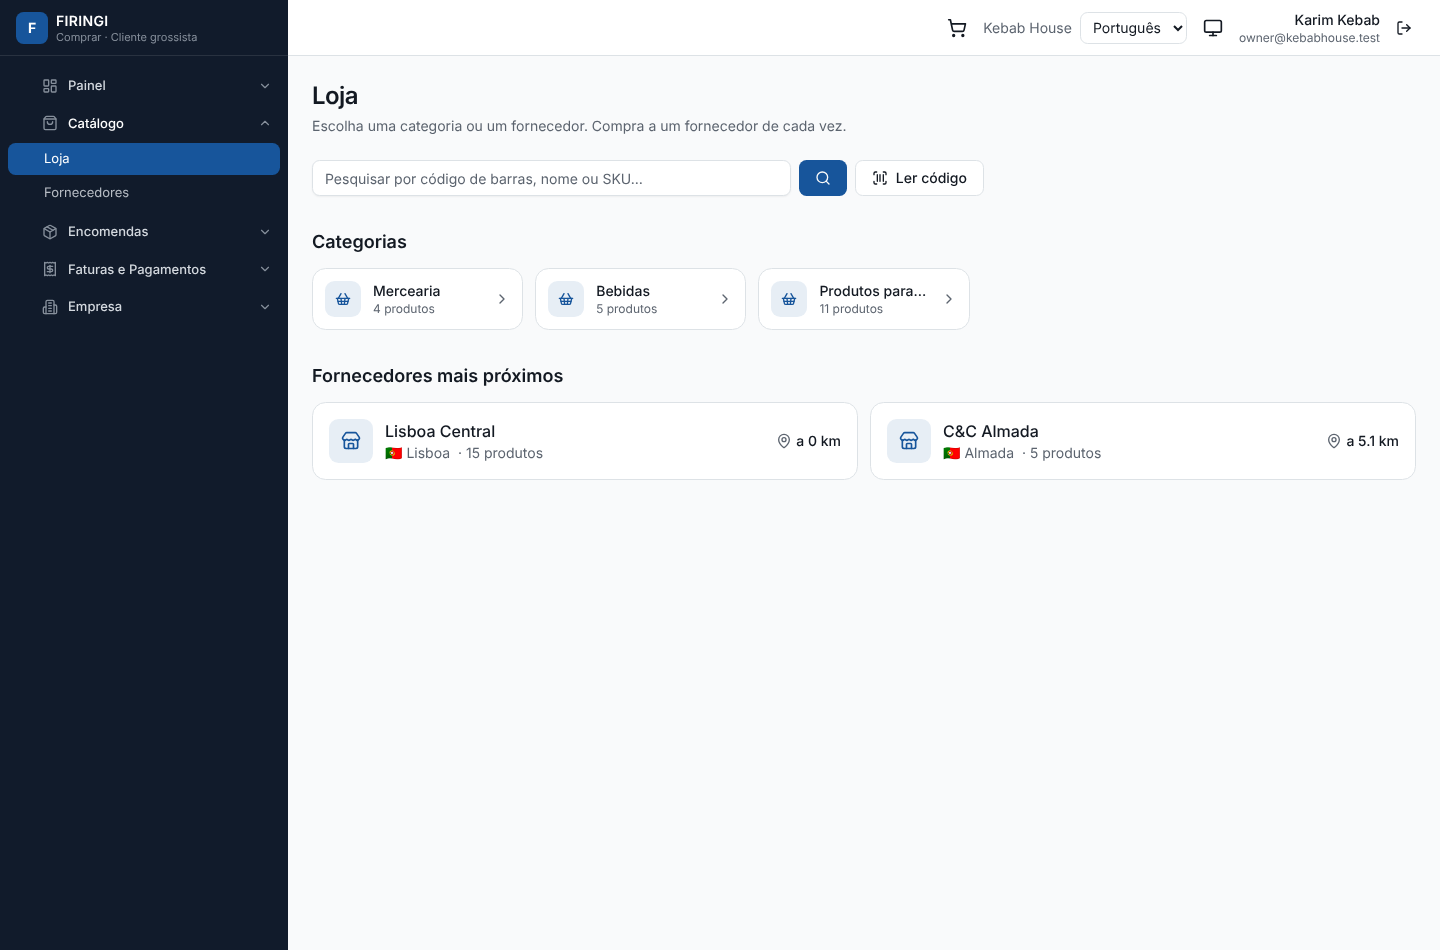 F
FIRINGI
Comprar · Cliente grossista
Painel
Catálogo
Loja
Fornecedores
Encomendas
Faturas e Pagamentos
Empresa
Kebab House
Português
Karim Kebab
owner@kebabhouse.test
Loja
Escolha uma categoria ou um fornecedor. Compra a um fornecedor de cada vez.
Pesquisar por código de barras, nome ou SKU...
Ler código
Categorias
Mercearia
4 produtos
Bebidas
5 produtos
Produtos para...
11 produtos
Fornecedores mais próximos
Lisboa Central
🇵🇹 Lisboa · 15 produtos
a 0 km
C&C Almada
🇵🇹 Almada · 5 produtos
a 5.1 km